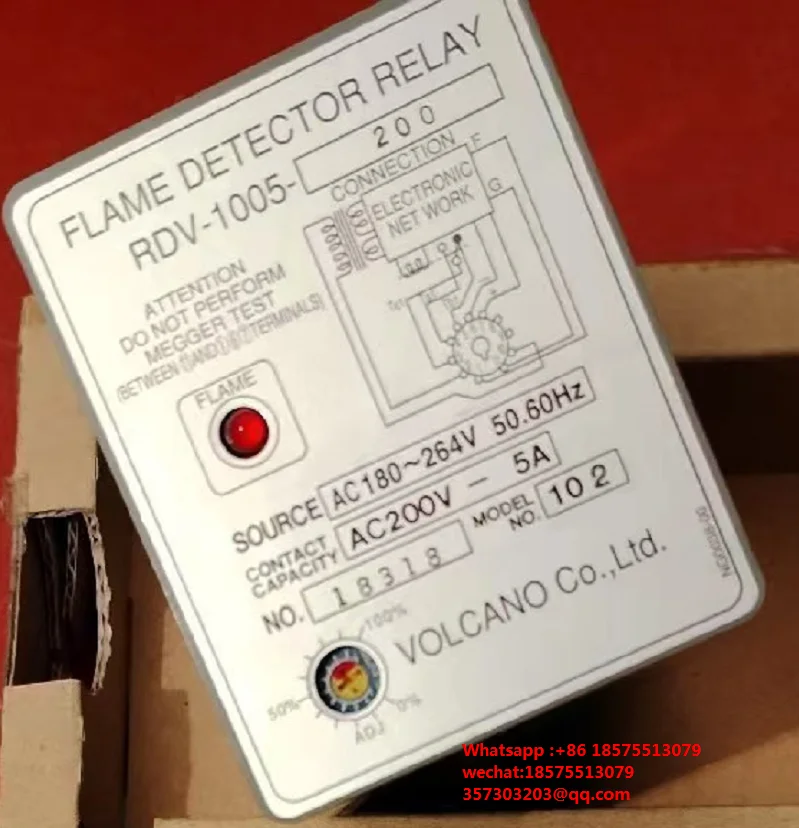 FLAME DETECTOR RELAY
RDV-1005- 200
CONNECTION
ELECTRONIC
NET WORK
F
G
ATTENTION
DO NOT PERFORM
MEGGER TEST
FLAME
SOURCE AC180~264V 50.60Hz
CONTACT
CAPACITY AC200V - 5A
MODEL
NO. 102
NO. 18318
VOLCANO Co.,Ltd.
100%
50%
0%
ADJ
Whatsapp :+86 18575513079
wechat:18575513079
357303203@qq.com